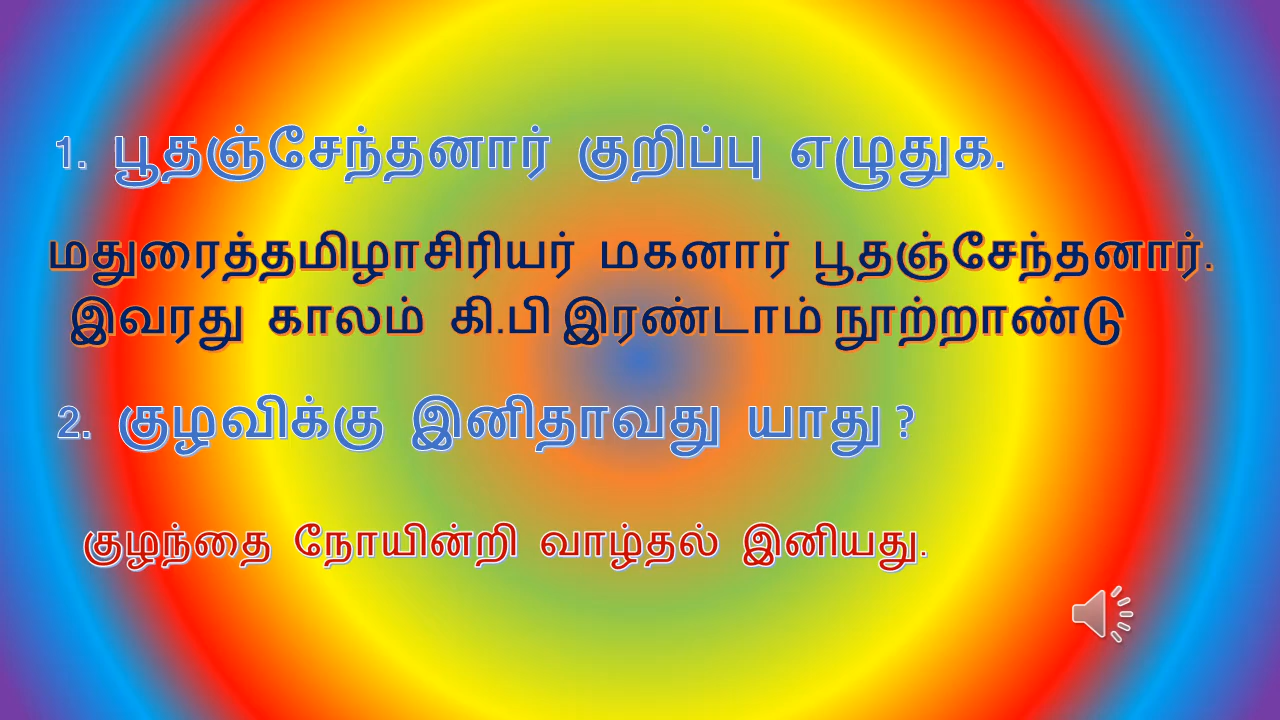 1. பூதஞ்சேந்தனார் குறிப்பு எழுதுக.
மதுரைத்தமிழாசிரியர் மகனார் பூதஞ்சேந்தனார்.
இவரது காலம் கி.பி இரண்டாம் நூற்றாண்டு
2. குழவிக்கு இனிதாவது யாது ?
குழந்தை நோயின்றி வாழ்தல் இனியது.